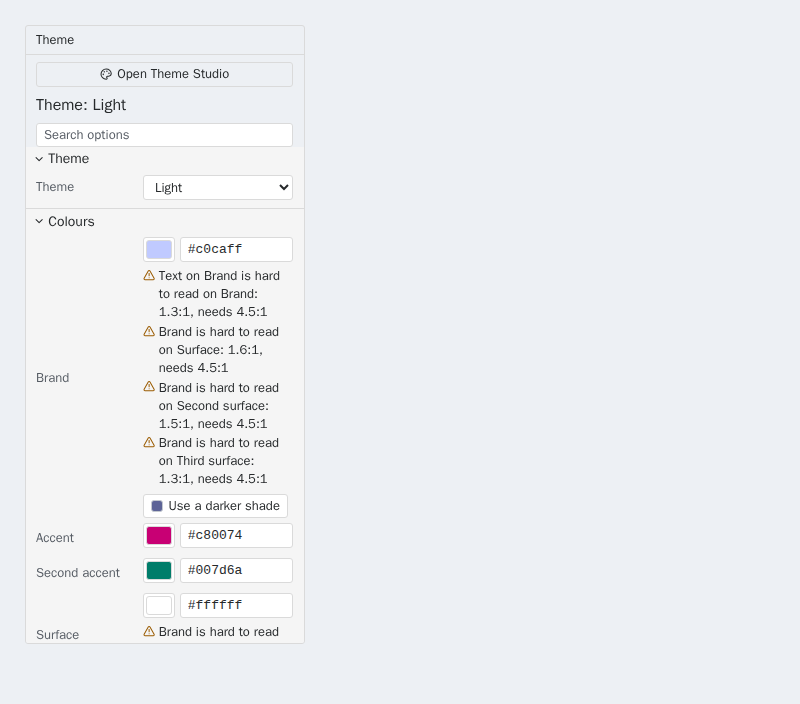 Theme
Open Theme Studio
Theme: Light
Search options
Theme
Theme
Light
Colours
#c0caff
Text on Brand is hard
to read on Brand:
1.3:1, needs 4.5:1
Brand is hard to read
on Surface: 1.6:1,
needs 4.5:1
Brand
Brand is hard to read
on Second surface:
1.5:1, needs 4.5:1
Brand is hard to read
on Third surface:
1.3:1, needs 4.5:1
Use a darker shade
Accent
#c80074
Second accent
#007d6a
#ffffff
Surface
Brand is hard to read